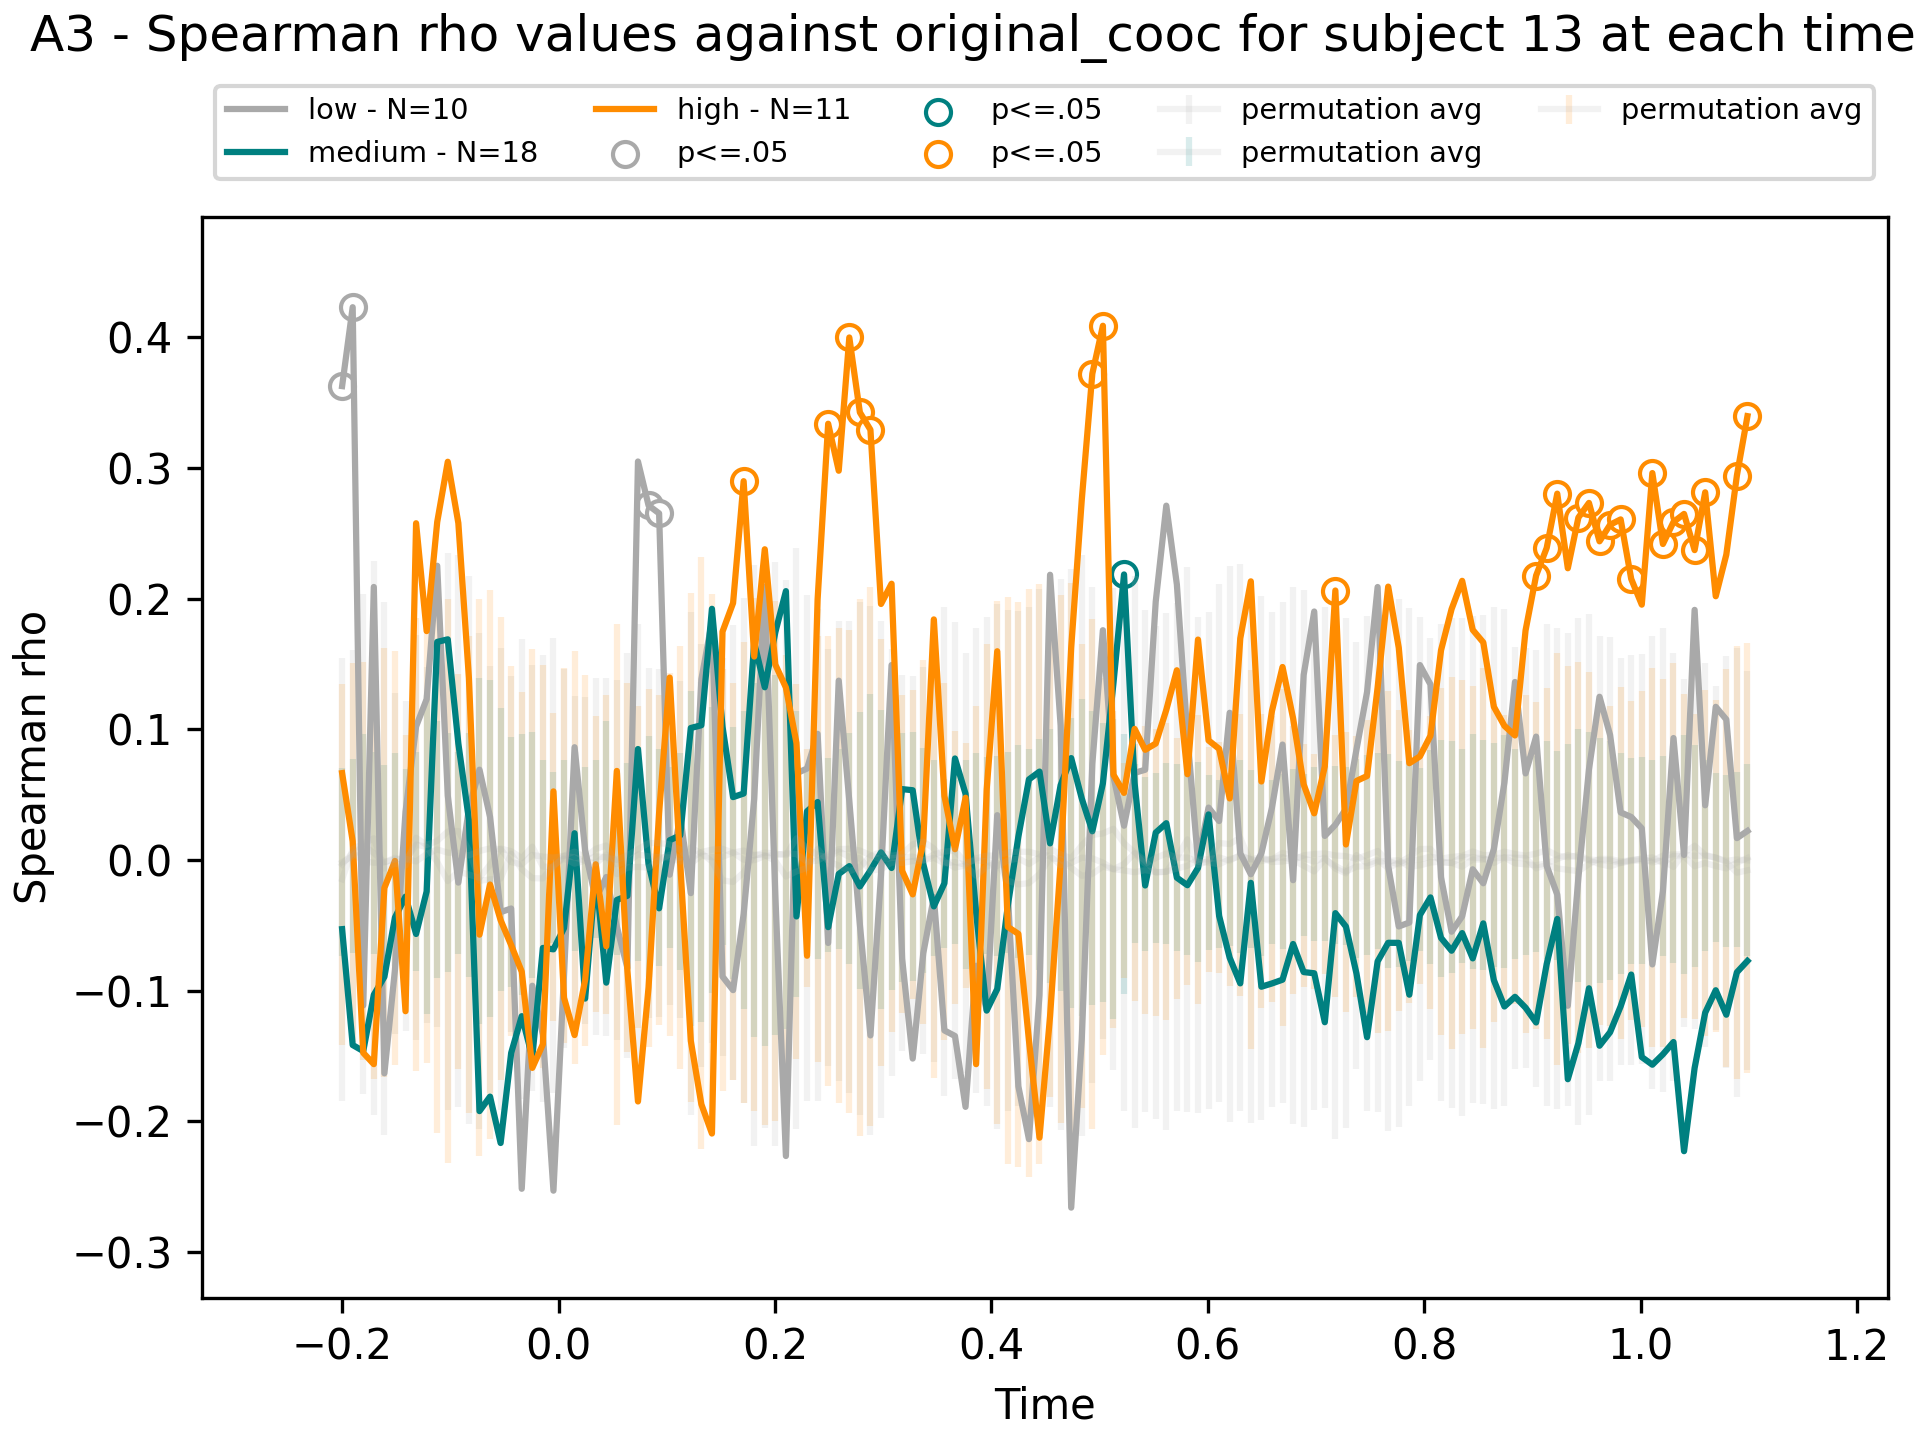 A3 - Spearman rho values against original_cooc for subject 13 at each time
low - N=10 high - N=11 p<=.05 permutation avg permutation avg
medium - N=18 p<=.05 p<=.05 permutation avg
Spearman rho
0.4
0.3
0.2
0.1
0.0
−0.1
−0.2
−0.3
−0.2 0.0 0.2 0.4 0.6 0.8 1.0 1.2
Time